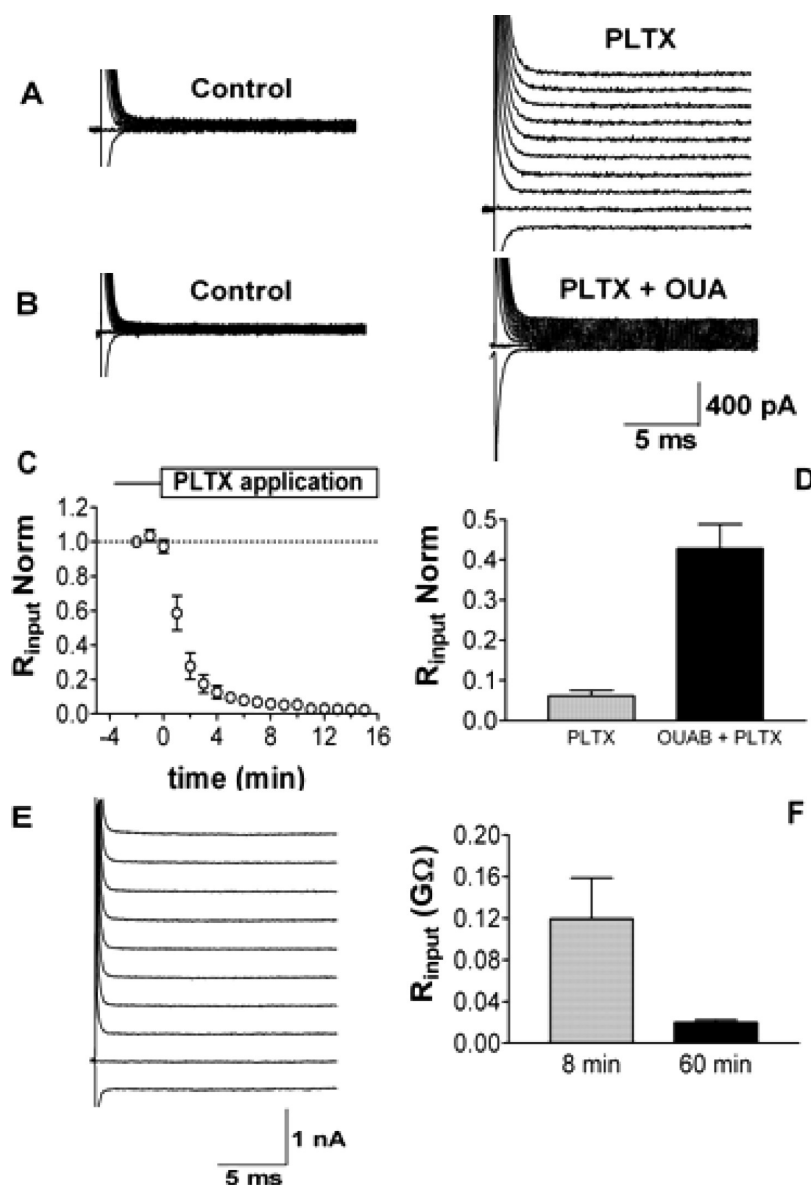 A
Control
PLTX
B
Control
PLTX + OUA
400 pA
5 ms
C
PLTX application
R_input Norm
1.2
1.0
0.8
0.6
0.4
0.2
0.0
-4 0 4 8 12 16
time (min)
D
R_input Norm
0.5
0.4
0.3
0.2
0.1
0.0
PLTX OUAB + PLTX
E
1 nA
5 ms
F
R_input (GΩ)
0.20
0.16
0.12
0.08
0.04
0.00
8 min 60 min